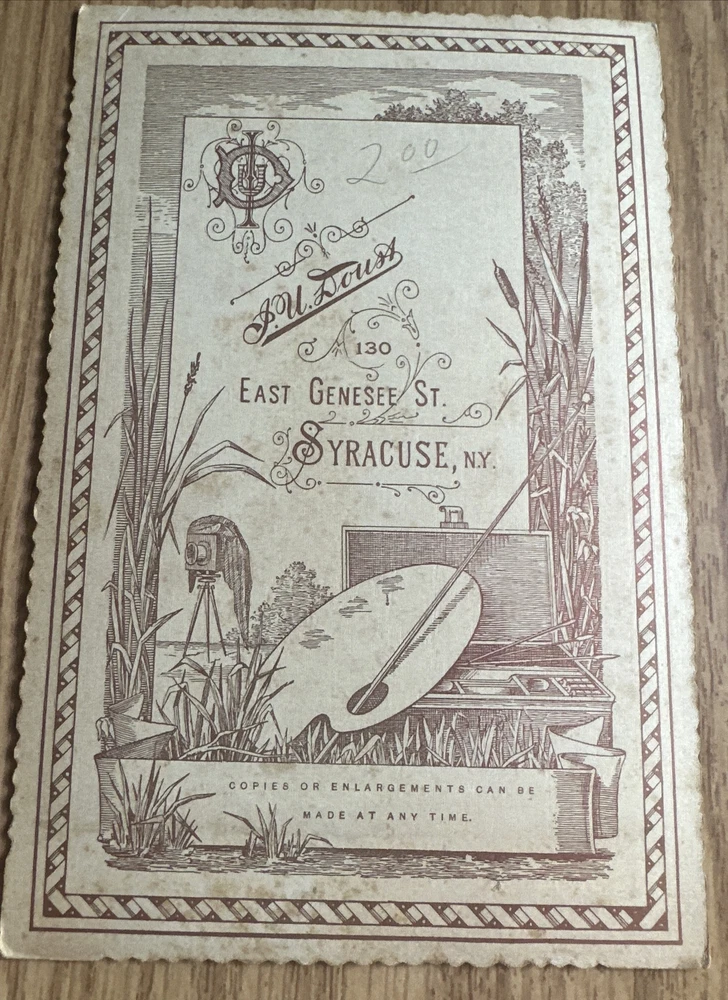 2 00
J. U. Doust
130
EAST GENESEE ST.
SYRACUSE, N.Y.
COPIES OR ENLARGEMENTS CAN BE
MADE AT ANY TIME.